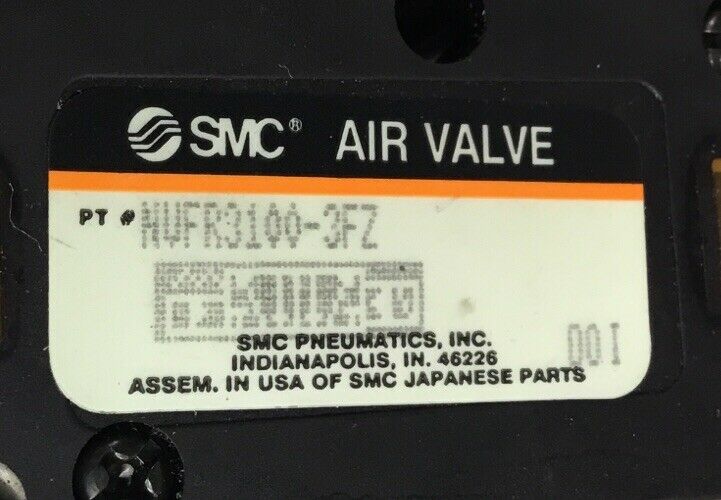 SMC® AIR VALVE
PT # NVFR3100-3FZ
SMC PNEUMATICS, INC.
INDIANAPOLIS, IN. 46226
00I
ASSEM. IN USA OF SMC JAPANESE PARTS